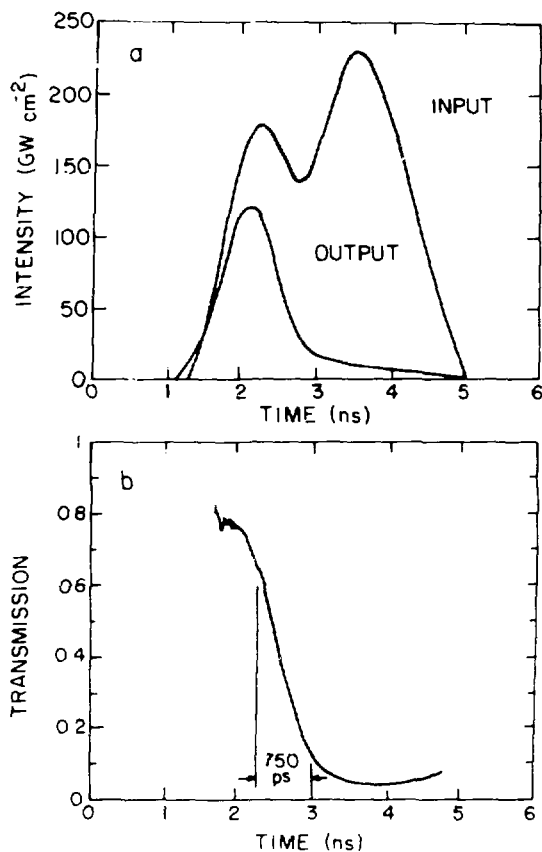 a
INTENSITY (GW cm⁻²)
250
200
150
100
50
0
INPUT
OUTPUT
0 1 2 3 4 5 6
TIME (ns)
b
TRANSMISSION
1
0.8
0.6
0.4
0.2
0
750
ps
0 1 2 3 4 5 6
TIME (ns)